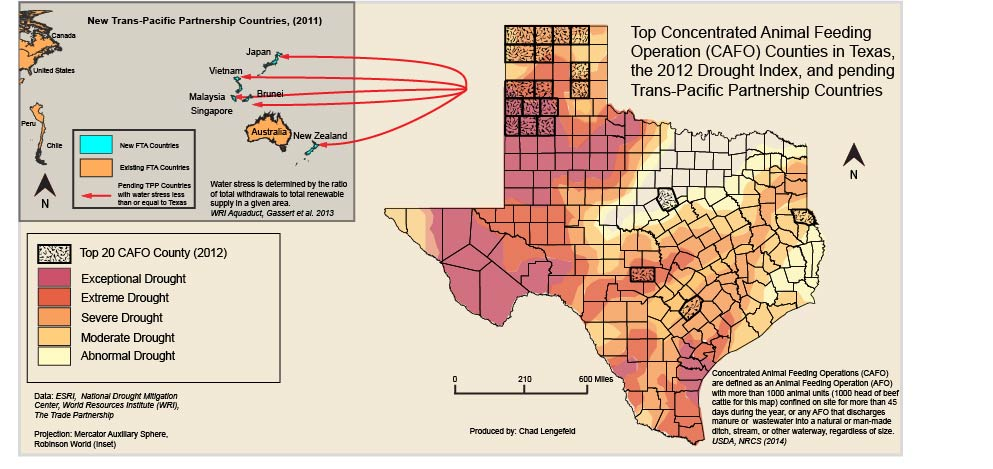 New Trans-Pacific Partnership Countries, (2011)
Canada
United States
Peru
Chile
Japan
Vietnam
Malaysia
Brunei
Singapore
Australia
New Zealand
New FTA Countries
Existing FTA Countries
Pending TPP Countries
with water stress less
than or equal to Texas
N
Water stress is determined by the ratio
of total withdrawals to total renewable
supply in a given area.
WRI Aquaduct, Gassert et al. 2013
Top Concentrated Animal Feeding
Operation (CAFO) Counties in Texas,
the 2012 Drought Index, and pending
Trans-Pacific Partnership Countries
N
Top 20 CAFO County (2012)
Exceptional Drought
Extreme Drought
Severe Drought
Moderate Drought
Abnormal Drought
Data: ESRI, National Drought Mitigation
Center, World Resources Institute (WRI),
The Trade Partnership
Projection: Mercator Auxiliary Sphere,
Robinson World (Inset)
0 210 600 Miles
Produced by: Chad Lengefeld
Concentrated Animal Feeding Operations (CAFO)
are defined as an Animal Feeding Operation (AFO)
with more than 1000 animal units (1000 head of beef
cattle for this map) confined on site for more than 45
days during the year, or any AFO that discharges
manure or wastewater into a natural or man-made
ditch, stream, or other waterway, regardless of size.
USDA, NRCS (2014)